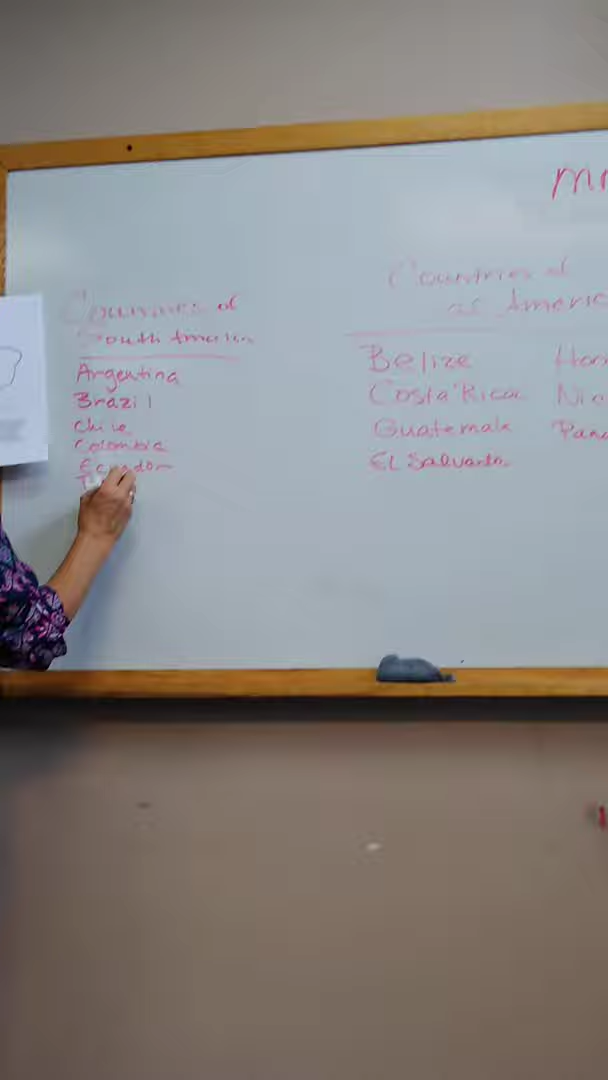 Countries of
South America
Argentina
Brazil
Chile
Colombia
Ecuador
Countries of
America
Belize
Costa Rica
Guatemala
EL Salvador